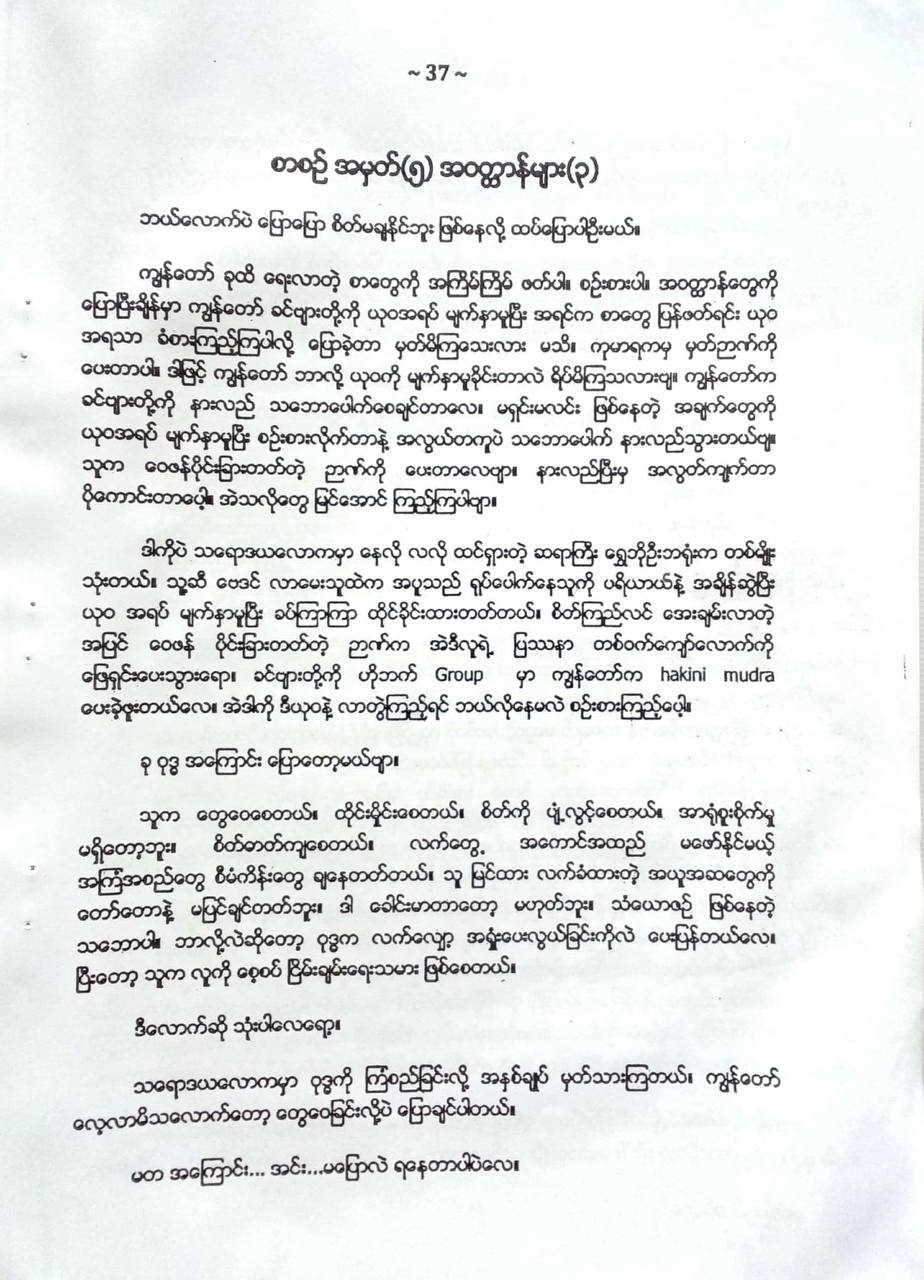 ~ 37 ~
စာစဉ် အမှတ်(၅) အဝတ္ထာန်များ(၃)
ဘယ်လောက်ပဲ ပြောပြော စိတ်မချနိုင်ဘူး ဖြစ်နေလို့ ထပ်ပြောပါဦးမယ်။
ကျွန်တော် ခုထိ ရေးလာတဲ့ စာတွေကို အကြိမ်ကြိမ် ဖတ်ပါ။ စဉ်းစားပါ။ အဝတ္ထာန်တွေကို
ပြောပြီးချိန်မှာ ကျွန်တော် ခင်ဗျားတို့ကို ယုဝအရပ် မျက်နှာမူပြီး အရင်က စာတွေ ပြန်ဖတ်ရင်း ယုဝ
အရသာ ခံစားကြည့်ကြပါလို့ ပြောခဲ့တာ မှတ်မိကြသေးလား မသိ။ ကုမာရကမှ မှတ်ဉာဏ်ကို
ပေးတာပါ။ ဒါဖြင့် ကျွန်တော် ဘာလို့ ယုဝကို မျက်နှာမူခိုင်းတာလဲ ရိပ်မိကြသလားဗျ။ ကျွန်တော်က
ခင်ဗျားတို့ကို နားလည် သဘောပေါက်စေချင်တာလေ။ မရှင်းမလင်း ဖြစ်နေတဲ့ အချက်တွေကို
ယုဝအရပ် မျက်နှာမူပြီး စဉ်းစားလိုက်တာနဲ့ အလွယ်တကူပဲ သဘောပေါက် နားလည်သွားတယ်ဗျ။
သူက ဝေဖန်ပိုင်းခြားတတ်တဲ့ ဉာဏ်ကို ပေးတာလေဗျာ။ နားလည်ပြီးမှ အလွတ်ကျက်တာ
ပိုကောင်းတာပေါ့။ အဲသလိုတွေ မြင်အောင် ကြည့်ကြပါဗျာ။
ဒါကိုပဲ သရောဒယလောကမှာ နေလို လလို ထင်ရှားတဲ့ ဆရာကြီး ရွှေဘိုဦးဘရုံးက တစ်မျိုး
သုံးတယ်။ သူ့ဆီ ဗေဒင် လာမေးသူထဲက အပူသည် ရှုပ်ပေါက်နေသူကို ပရိယာယ်နဲ့ အချိန်ဆွဲပြီး
ယုဝ အရပ် မျက်နှာမူပြီး ခပ်ကြာကြာ ထိုင်ခိုင်းထားတတ်တယ်။ စိတ်ကြည်လင် အေးချမ်းလာတဲ့
အပြင် ဝေဖန် ပိုင်းခြားတတ်တဲ့ ဉာဏ်က အဲဒီလူရဲ့ ပြဿနာ တစ်ဝက်ကျော်လောက်ကို
ဖြေရှင်းပေးသွားရော။ ခင်ဗျားတို့ကို ဟိုဘက် Group မှာ ကျွန်တော်က hakini mudra
ပေးခဲ့ဖူးတယ်လေ။ အဲဒါကို ဒီယုဝနဲ့ လာတွဲကြည့်ရင် ဘယ်လိုနေမလဲ စဉ်းစားကြည့်ပေါ့။
ခု ဝုဒ္ဓ အကြောင်း ပြောတော့မယ်ဗျာ။
သူက တွေဝေစေတယ်။ ထိုင်းမှိုင်းစေတယ်။ စိတ်ကို ပျံ့လွင့်စေတယ်။ အာရုံစူးစိုက်မှု
မရှိတော့ဘူး။ စိတ်ဓာတ်ကျစေတယ်။ လက်တွေ့ အကောင်အထည် မဖော်နိုင်မယ့်
အကြံအစည်တွေ စီမံကိန်းတွေ ချနေတတ်တယ်။ သူ မြင်ထား လက်ခံထားတဲ့ အယူအဆတွေကို
တော်တောနဲ့ မပြင်ချင်တတ်ဘူး။ ဒါ ခေါင်းမာတာတော့ မဟုတ်ဘူး။ သံယောဇဉ် ဖြစ်နေတဲ့
သဘောပါ။ ဘာလို့လဲဆိုတော့ ဝုဒ္ဓက လက်လျှော့ အရှုံးပေးလွယ်ခြင်းကိုလဲ ပေးပြန်တယ်လေ။
ပြီးတော့ သူက လူကို စေ့စပ် ငြိမ်းချမ်းရေးသမား ဖြစ်စေတယ်။
ဒီလောက်ဆို သုံးပါလေရော့။
သရောဒယလောကမှာ ဝုဒ္ဓကို ကြံစည်ခြင်းလို့ အနှစ်ချုပ် မှတ်သားကြတယ်။ ကျွန်တော်
လေ့လာမိသလောက်တော့ တွေဝေခြင်းလို့ပဲ ပြောချင်ပါတယ်။
မတ အကြောင်း... အင်း...မပြောလဲ ရနေတာပါပဲလေ။